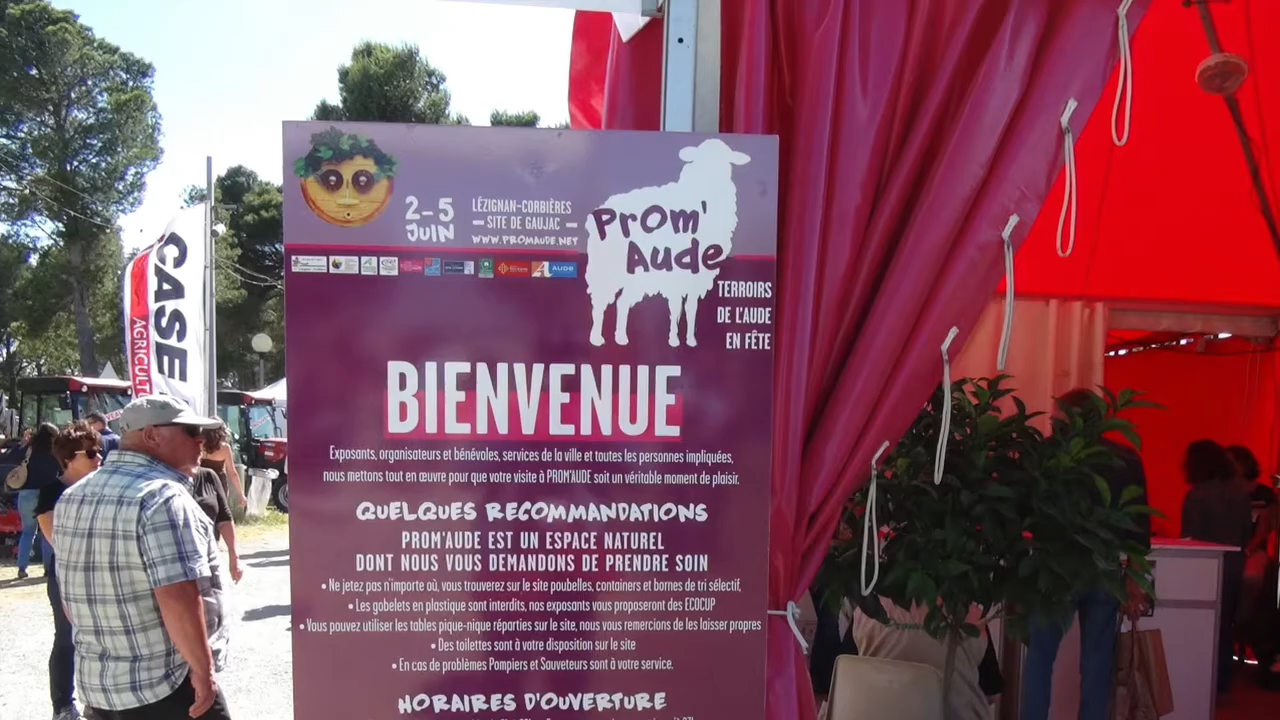 2-5
JUIN
LÉZIGNAN-CORBIÈRES
– SITE DE GAUJAC –
WWW.PROMAUDE.NET
PrOm'
Aude
AUDE
TERROIRS
DE L'AUDE
EN FÊTE
BIENVENUE
Exposants, organisateurs et bénévoles, services de la ville et toutes les personnes impliquées,
nous mettons tout en œuvre pour que votre visite à PROM'AUDE soit un véritable moment de plaisir.
QUELQUES RECOMMANDATIONS
PROM'AUDE EST UN ESPACE NATUREL
DONT NOUS VOUS DEMANDONS DE PRENDRE SOIN
• Ne jetez pas n'importe où, vous trouverez sur le site poubelles, containers et bornes de tri sélectif,
• Les gobelets en plastique sont interdits, nos exposants vous proposeront des ECOCUP
• Vous pouvez utiliser les tables pique-nique réparties sur le site, nous vous remercions de les laisser propres
• Des toilettes sont à votre disposition sur le site
• En cas de problèmes Pompiers et Sauveteurs sont à votre service.
HORAIRES D'OUVERTURE
CASE
AGRICULT